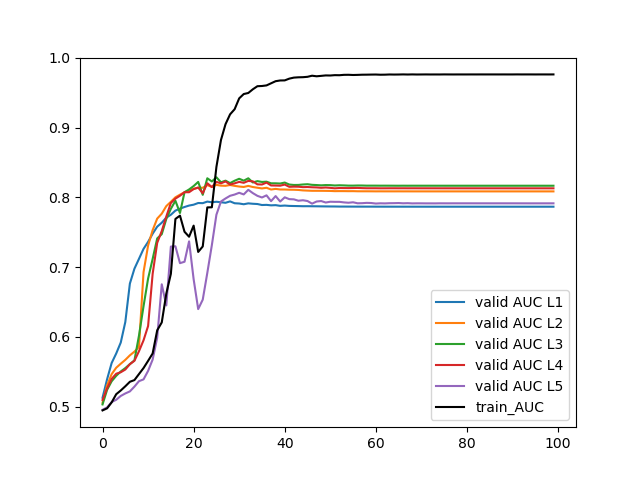 1.0
0.9
0.8
0.7
0.6
0.5
0 20 40 60 80 100
valid AUC L1
valid AUC L2
valid AUC L3
valid AUC L4
valid AUC L5
train_AUC